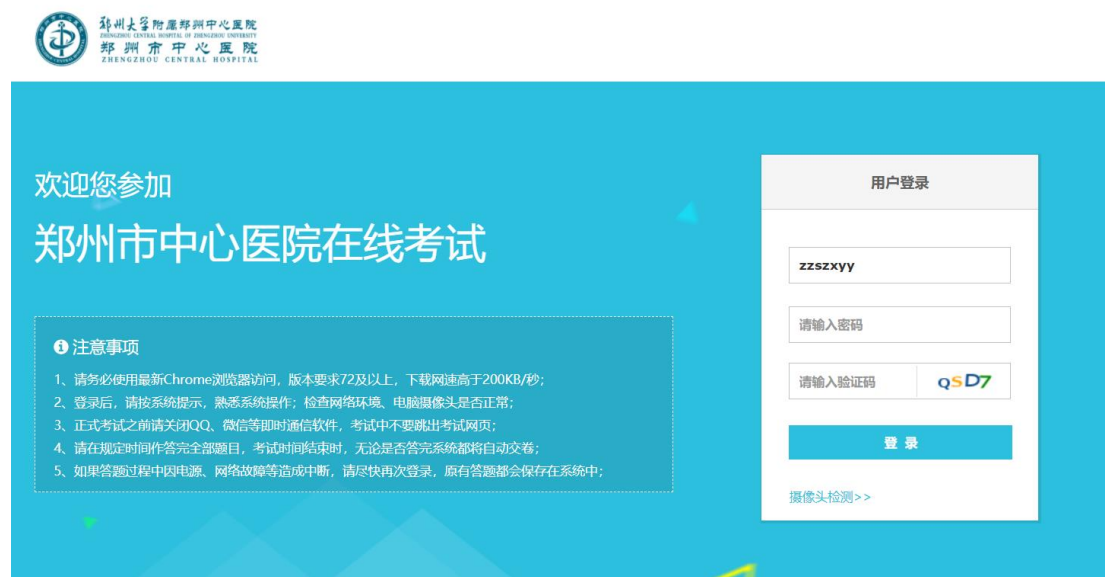 郑州大学附属郑州中心医院
ZHENGZHOU CENTRAL HOSPITAL OF ZHENGZHOU UNIVERSITY
郑州市中心医院
ZHENGZHOU CENTRAL HOSPITAL
欢迎您参加
郑州市中心医院在线考试
注意事项
1、请务必使用最新Chrome浏览器访问，版本要求72及以上，下载网速高于200KB/秒；
2、登录后，请按系统提示，熟悉系统操作；检查网络环境、电脑摄像头是否正常；
3、正式考试之前请关闭QQ、微信等即时通信软件，考试中不要跳出考试网页；
4、请在规定时间作答完全部题目，考试时间结束时，无论是否答完系统都将自动交卷；
5、如果答题过程中因电源、网络故障等造成中断，请尽快再次登录，原有答题都会保存在系统中；
用户登录
zzszxyy
请输入密码
请输入验证码 QSD7
登 录
摄像头检测>>